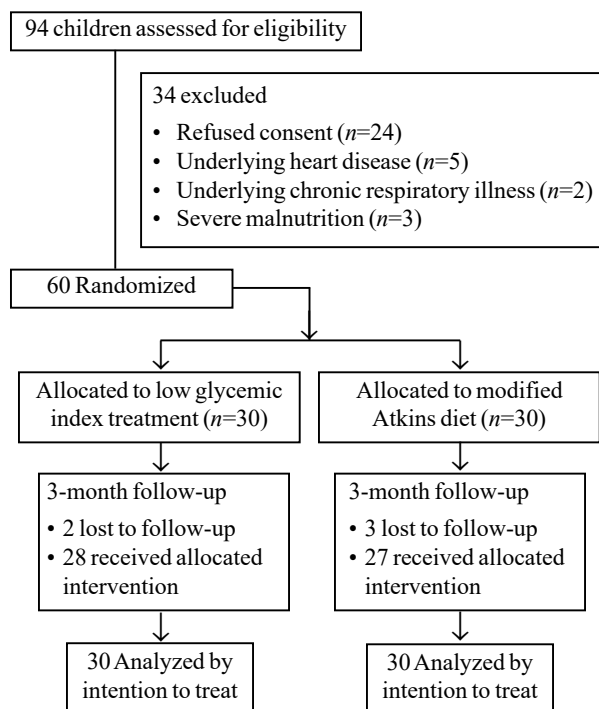 94 children assessed for eligibility
34 excluded
• Refused consent (n=24)
• Underlying heart disease (n=5)
• Underlying chronic respiratory illness (n=2)
• Severe malnutrition (n=3)
60 Randomized
Allocated to low glycemic
index treatment (n=30)
Allocated to modified
Atkins diet (n=30)
3-month follow-up
• 2 lost to follow-up
• 28 received allocated
intervention
3-month follow-up
• 3 lost to follow-up
• 27 received allocated
intervention
30 Analyzed by
intention to treat
30 Analyzed by
intention to treat